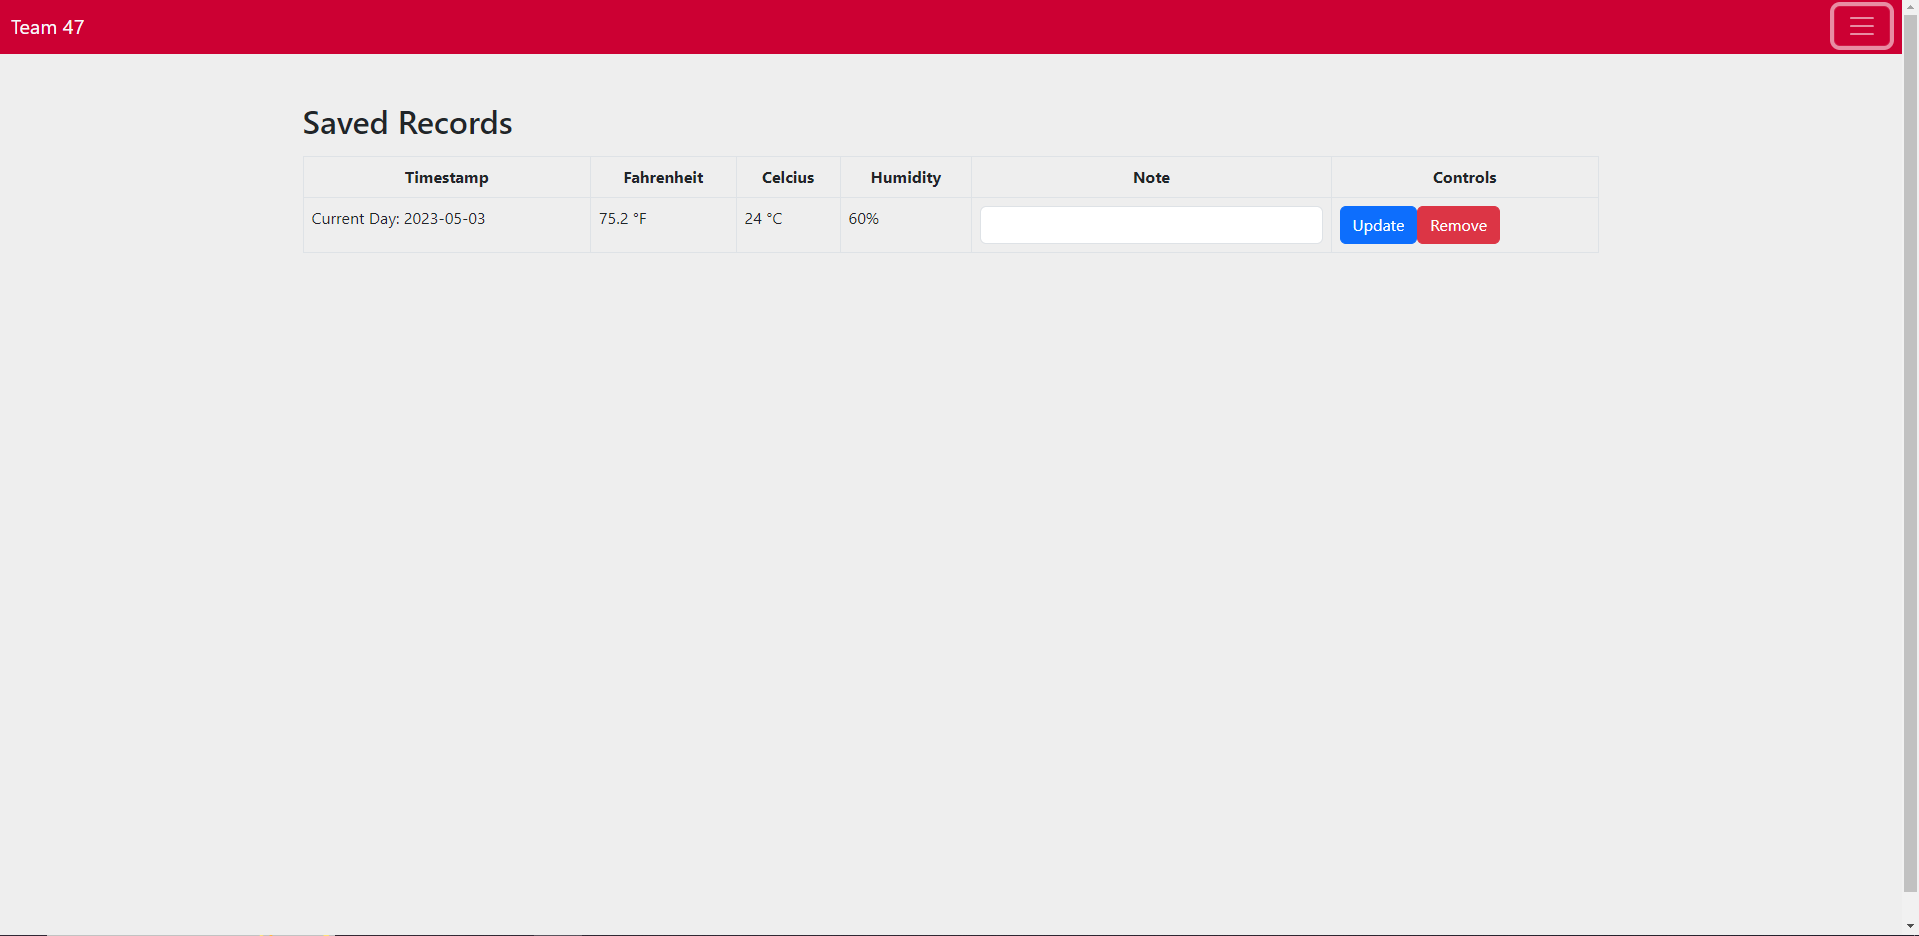 Team 47
Saved Records
Timestamp Fahrenheit Celcius Humidity Note Controls
Current Day: 2023-05-03 75.2 °F 24 °C 60% Update Remove